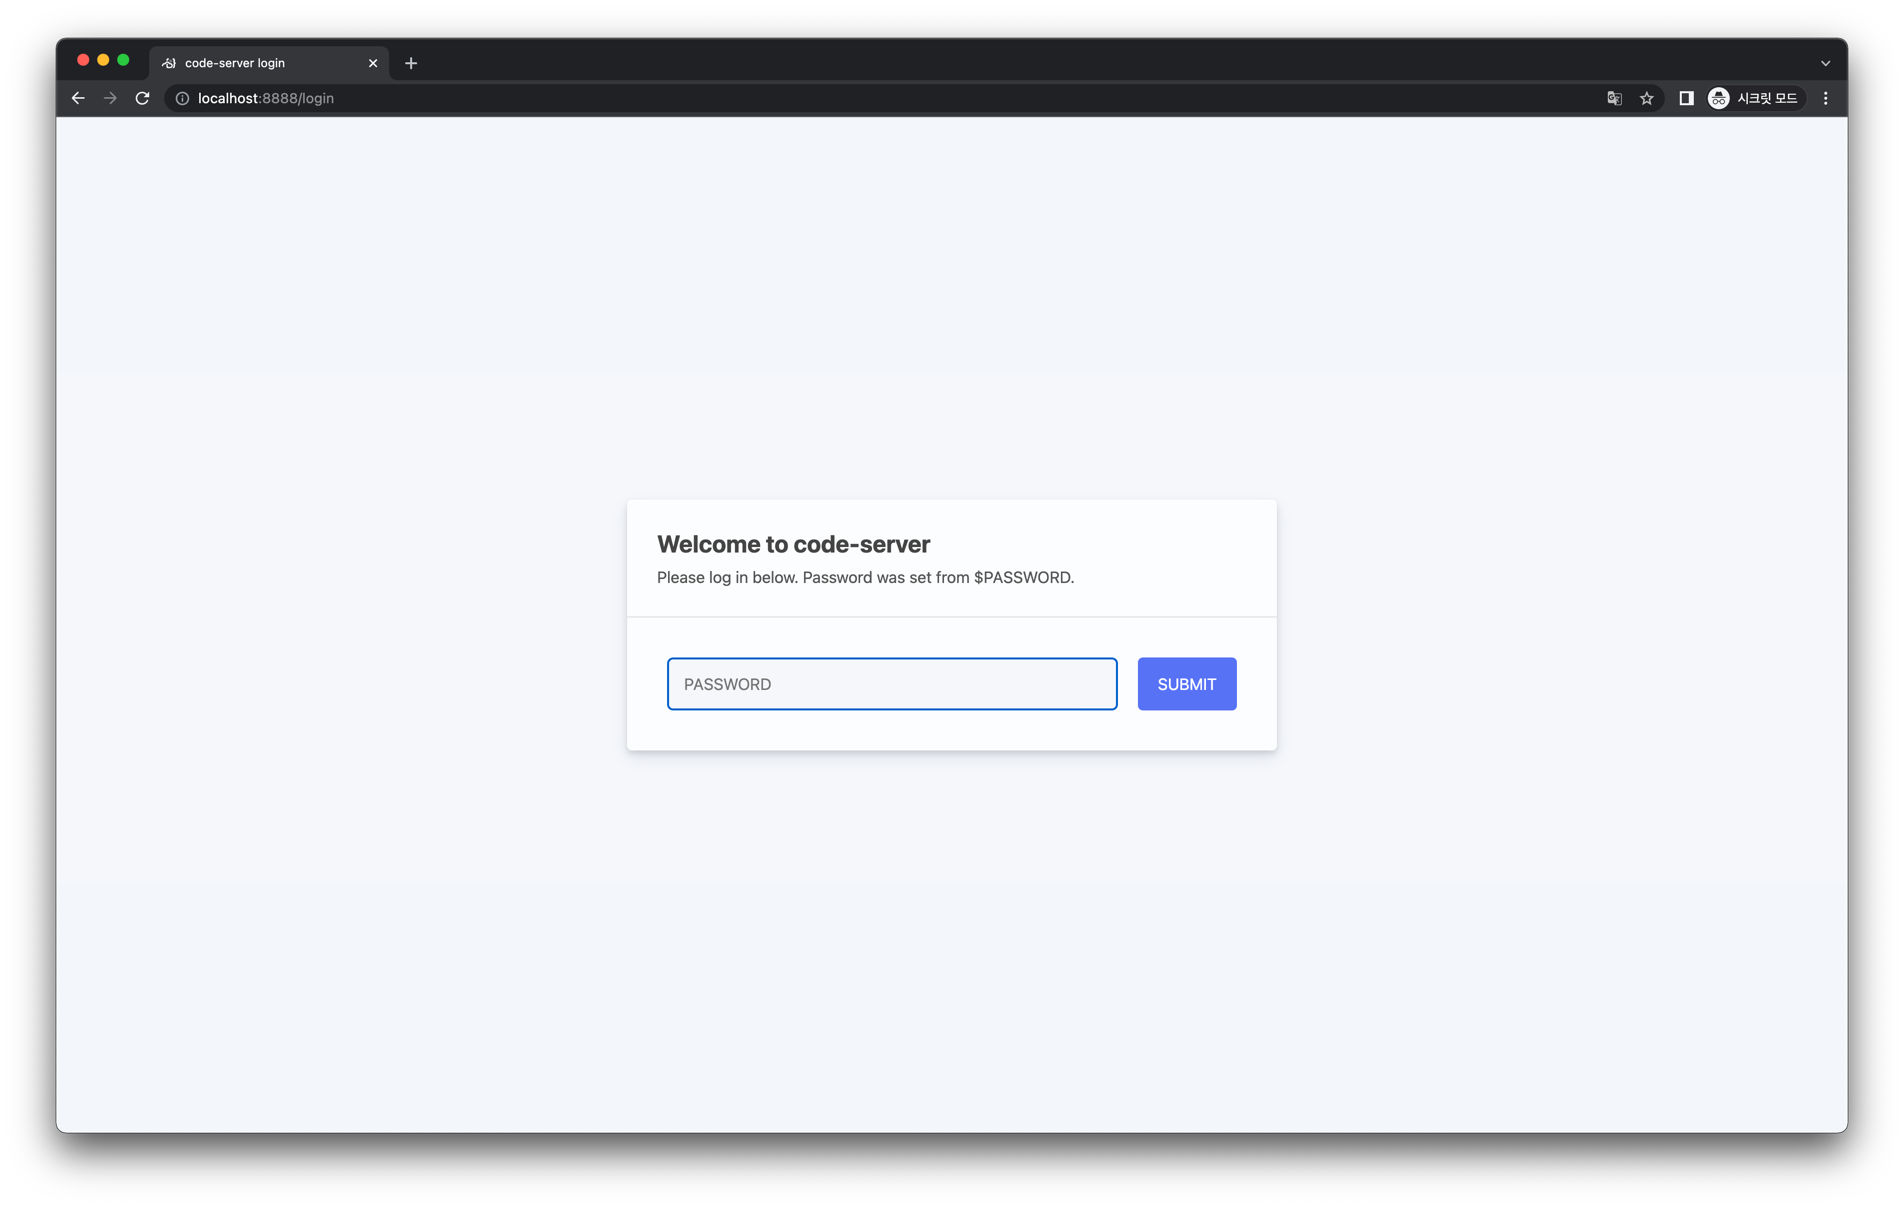 code-server login
localhost:8888/login
시크릿 모드
Welcome to code-server
Please log in below. Password was set from $PASSWORD.
PASSWORD
SUBMIT